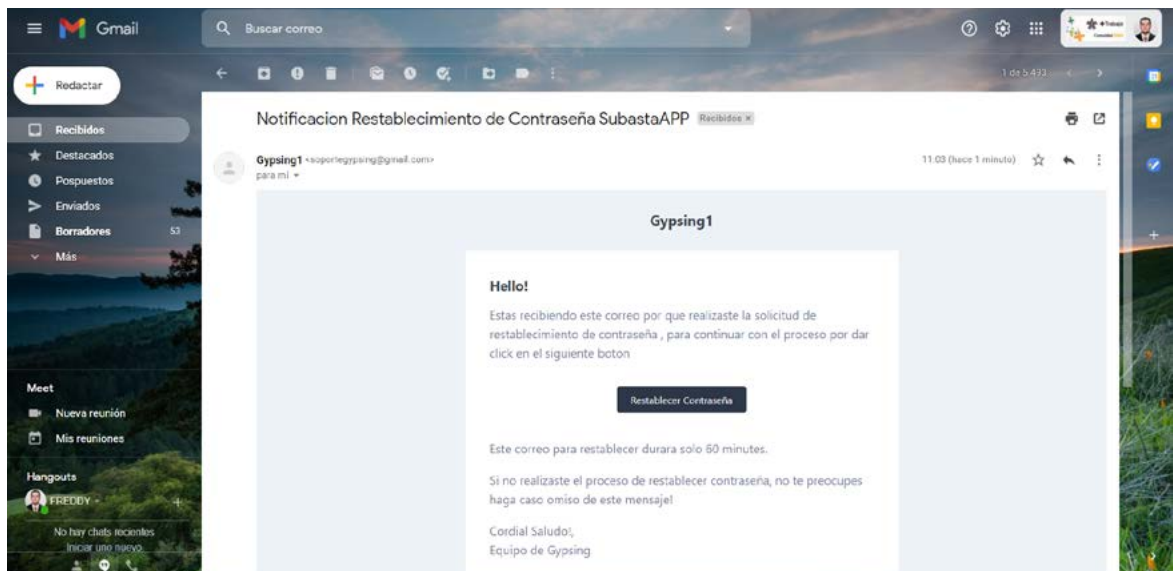 Gmail
Buscar correo
Redactar
1 de 5.493
Recibidos
Destacados
Pospuestos
Enviados
Borradores 53
Más
Notificacion Restablecimiento de Contraseña SubastaAPP Recibidos x
Gypsing1 <soportegypsing@gmail.com>
11:03 (hace 1 minuto)
para mí
Gypsing1
Hello!
Estas recibiendo este correo por que realizaste la solicitud de
restablecimiento de contraseña , para continuar con el proceso por dar
click en el siguiente boton
Restablecer Contraseña
Este correo para restablecer durara solo 60 minutes.
Si no realizaste el proceso de restablecer contraseña, no te preocupes
haga caso omiso de este mensaje!
Cordial Saludo!,
Equipo de Gypsing
Meet
Nueva reunión
Mis reuniones
Hangouts
FREDDY
No hay chats recientes
Iniciar uno nuevo